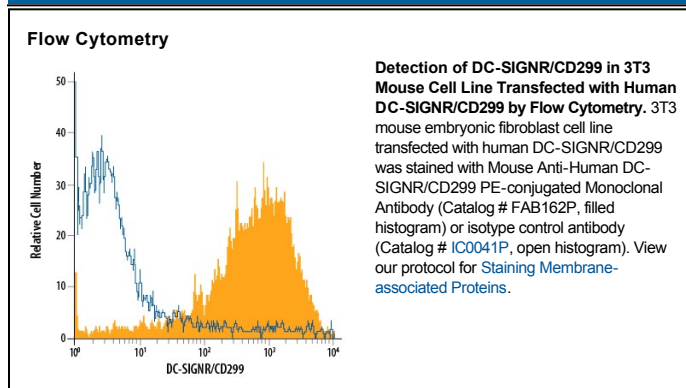 Flow Cytometry
50
40
30
20
10
0
Relative Cell Number
10⁰ 10¹ 10² 10³ 10⁴
DC-SIGNR/CD299
Detection of DC-SIGNR/CD299 in 3T3
Mouse Cell Line Transfected with Human
DC-SIGNR/CD299 by Flow Cytometry. 3T3
mouse embryonic fibroblast cell line
transfected with human DC-SIGNR/CD299
was stained with Mouse Anti-Human DC-
SIGNR/CD299 PE-conjugated Monoclonal
Antibody (Catalog # FAB162P, filled
histogram) or isotype control antibody
(Catalog # IC0041P, open histogram). View
our protocol for Staining Membrane-
associated Proteins.